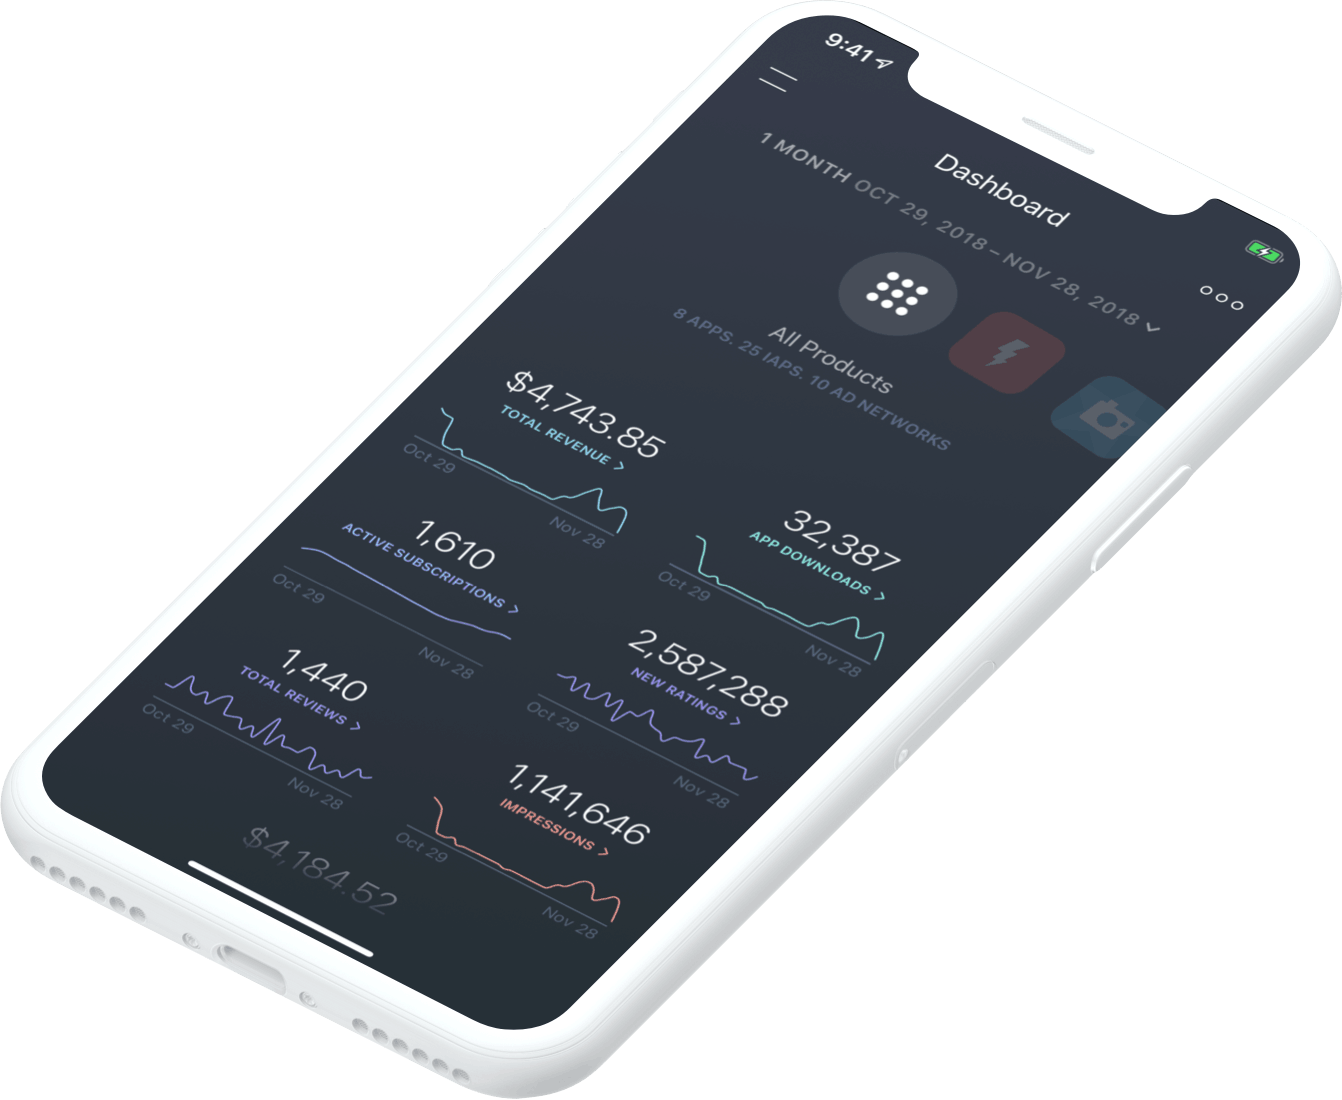 9:41
Dashboard
1 MONTH OCT 29, 2018 – NOV 28, 2018
All Products
8 APPS. 25 IAPS. 10 AD NETWORKS
$4,743.85
TOTAL REVENUE >
Oct 29
Nov 28
32,387
APP DOWNLOADS >
Oct 29
Nov 28
1,610
ACTIVE SUBSCRIPTIONS >
Oct 29
Nov 28
2,587,288
NEW RATINGS >
Oct 29
Nov 28
1,440
TOTAL REVIEWS >
Oct 29
Nov 28
1,141,646
IMPRESSIONS >
Oct 29
Nov 28
$4,184.52